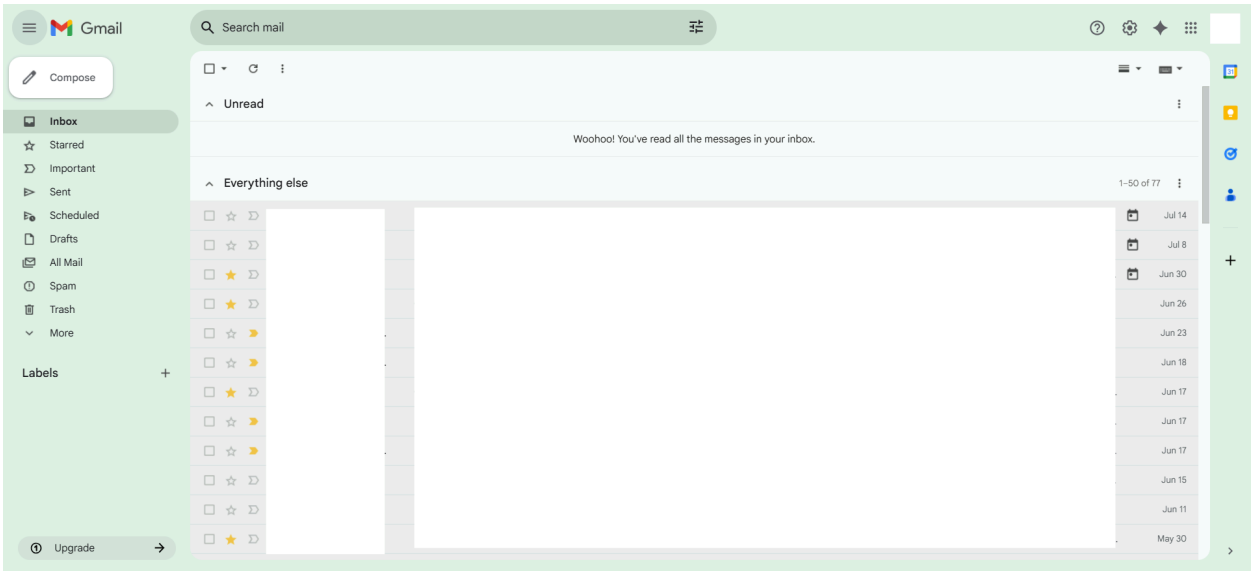 Gmail
Search mail
Compose
Inbox
Starred
Important
Sent
Scheduled
Drafts
All Mail
Spam
Trash
More
Labels
Upgrade
Unread
Woohoo! You've read all the messages in your inbox.
Everything else
1–50 of 77
Jul 14
Jul 8
Jun 30
Jun 26
Jun 23
Jun 18
Jun 17
Jun 17
Jun 17
Jun 15
Jun 11
May 30
31